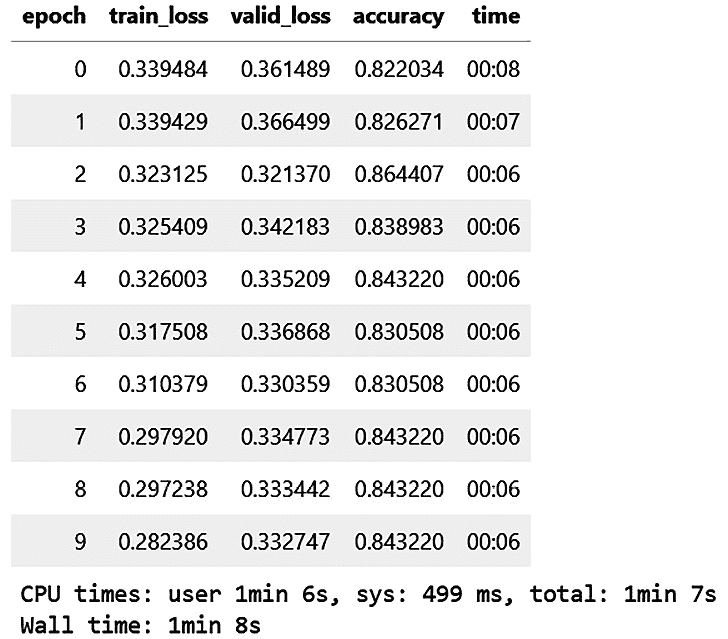 epoch train_loss valid_loss accuracy time
0 0.339484 0.361489 0.822034 00:08
1 0.339429 0.366499 0.826271 00:07
2 0.323125 0.321370 0.864407 00:06
3 0.325409 0.342183 0.838983 00:06
4 0.326003 0.335209 0.843220 00:06
5 0.317508 0.336868 0.830508 00:06
6 0.310379 0.330359 0.830508 00:06
7 0.297920 0.334773 0.843220 00:06
8 0.297238 0.333442 0.843220 00:06
9 0.282386 0.332747 0.843220 00:06
CPU times: user 1min 6s, sys: 499 ms, total: 1min 7s
Wall time: 1min 8s